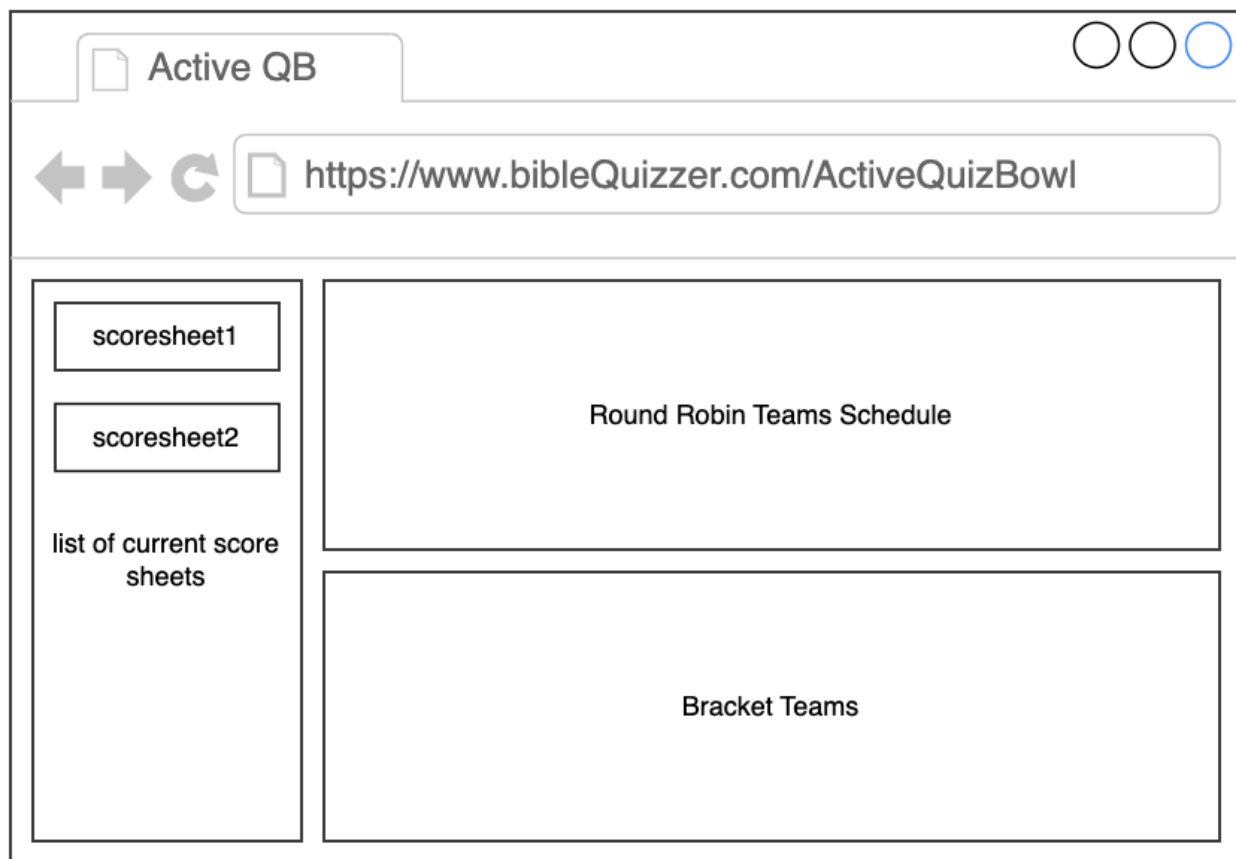 Active QB
https://www.bibleQuizzer.com/ActiveQuizBowl
scoresheet1
scoresheet2
list of current score
sheets
Round Robin Teams Schedule
Bracket Teams